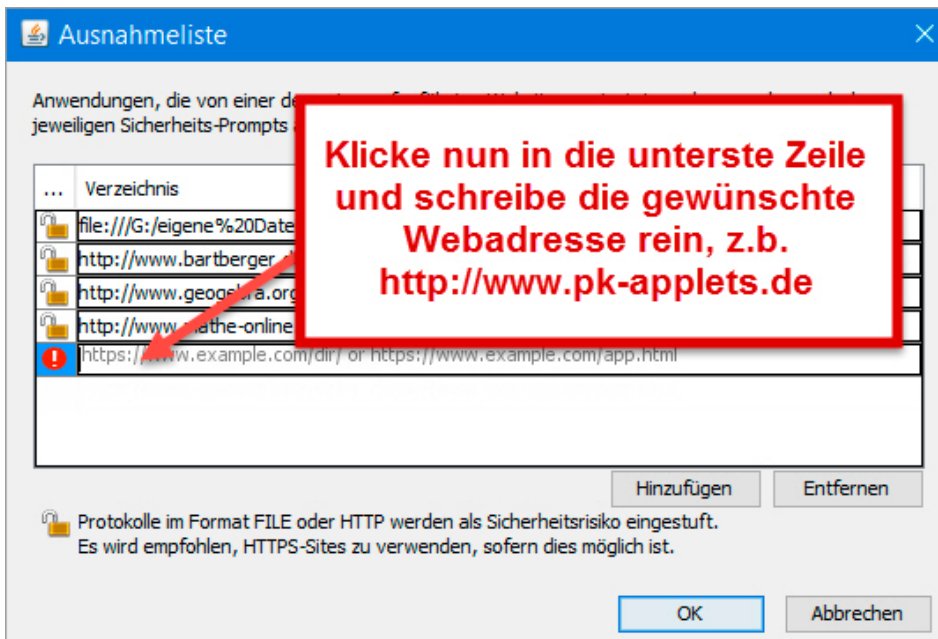 Ausnahmeliste
Anwendungen, die von einer
jeweiligen Sicherheits-Prompts
Klicke nun in die unterste Zeile
und schreibe die gewünschte
Webadresse rein, z.b.
http://www.pk-applets.de
... Verzeichnis
file:///G:/eigene%20Date
http://www.bartberger.
http://www.geogebra.org
http://www.mathe-online
https://www.example.com/dir/ or https://www.example.com/app.html
Hinzufügen Entfernen
Protokolle im Format FILE oder HTTP werden als Sicherheitsrisiko eingestuft.
Es wird empfohlen, HTTPS-Sites zu verwenden, sofern dies möglich ist.
OK Abbrechen